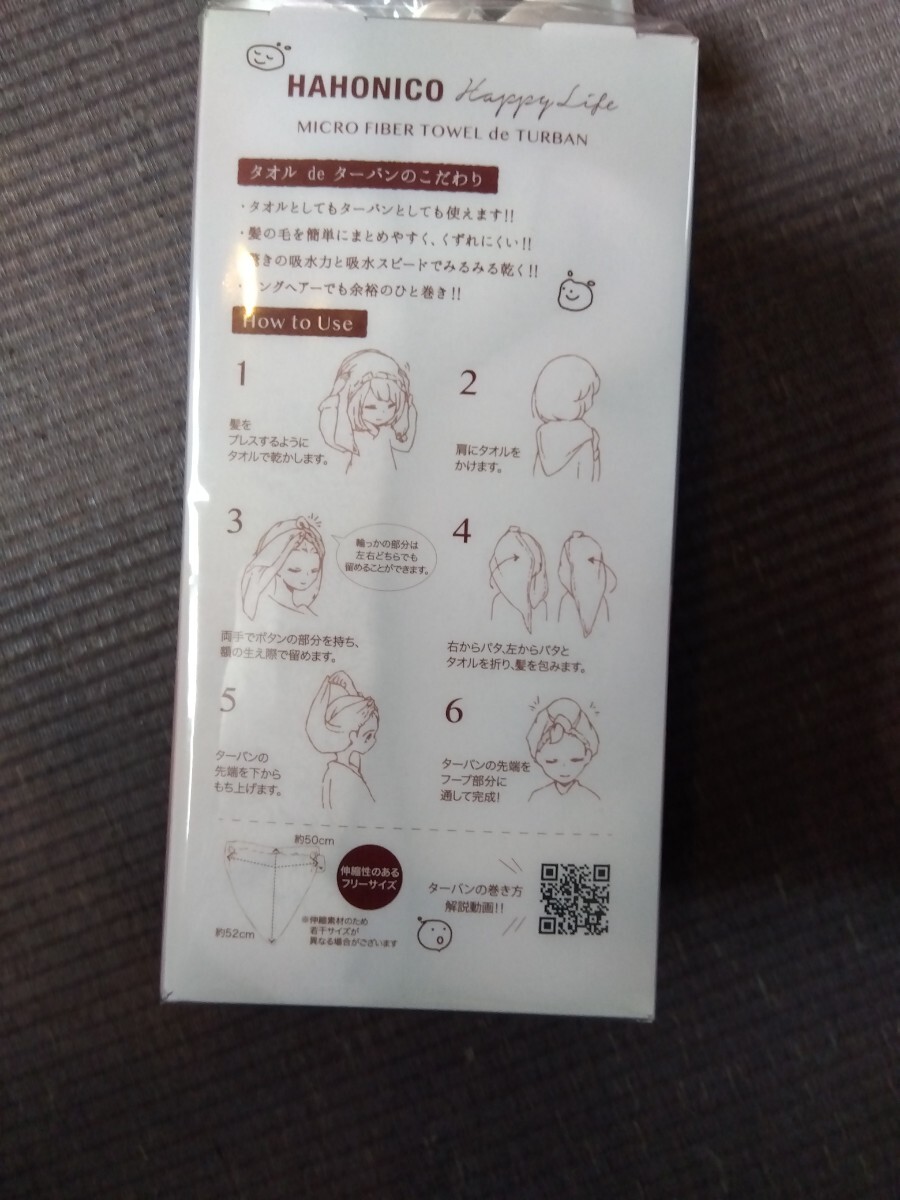 HAHONICO Happy Life
MICRO FIBER TOWEL de TURBAN
タオル de ターバンのこだわり
・タオルとしてもターバンとしても使えます!!
・髪の毛を簡単にまとめやすく、くずれにくい!!
きの吸水力と吸水スピードでみるみる乾く!!
ングヘアーでも余裕のひと巻き!!
How to Use
1
髪を
プレスするように
タオルで乾かします。
2
肩にタオルを
かけます。
3
輪っかの部分は
左右どちらでも
留めることができます。
両手でボタンの部分を持ち、
額の生え際で留めます。
4
右からパタ、左からパタと
タオルを折り、髪を包みます。
5
ターバンの
先端を下から
もち上げます。
6
ターバンの先端を
フープ部分に
通して完成!
約50cm
約52cm
伸縮性のある
フリーサイズ
※伸縮素材のため
若干サイズが
異なる場合がございます
ターバンの巻き方
解説動画!!